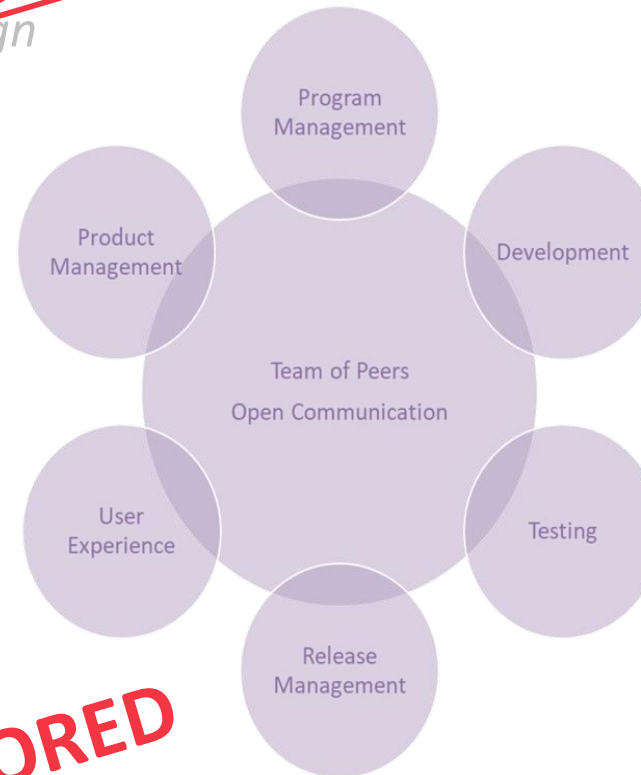 Program
Management
Product
Management
Development
Team of Peers
Open Communication
User
Experience
Testing
Release
Management